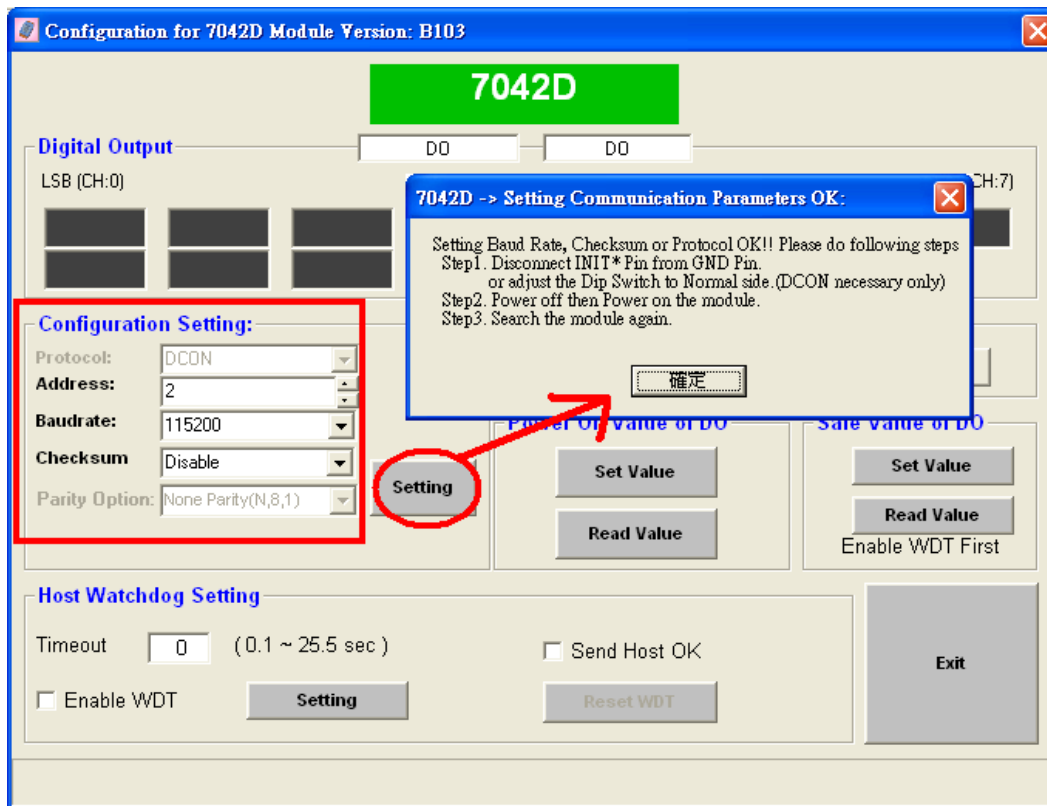 Configuration for 7042D Module Version: B103
7042D
Digital Output
DO
DO
LSB (CH:0)
CH:7)
7042D -> Setting Communication Parameters OK:
Setting Baud Rate, Checksum or Protocol OK!! Please do following steps
Step1. Disconnect INIT* Pin from GND Pin.
or adjust the Dip Switch to Normal side.(DCON necessary only)
Step2. Power off then Power on the module.
Step3. Search the module again.
確定
Configuration Setting:
Protocol: DCON
Address: 2
Baudrate: 115200
Checksum Disable
Parity Option: None Parity(N,8,1)
Setting
Power On Value of DO
Set Value
Read Value
Safe Value of DO
Set Value
Read Value
Enable WDT First
Host Watchdog Setting
Timeout 0 ( 0.1 ~ 25.5 sec )
Send Host OK
Enable WDT
Setting
Reset WDT
Exit